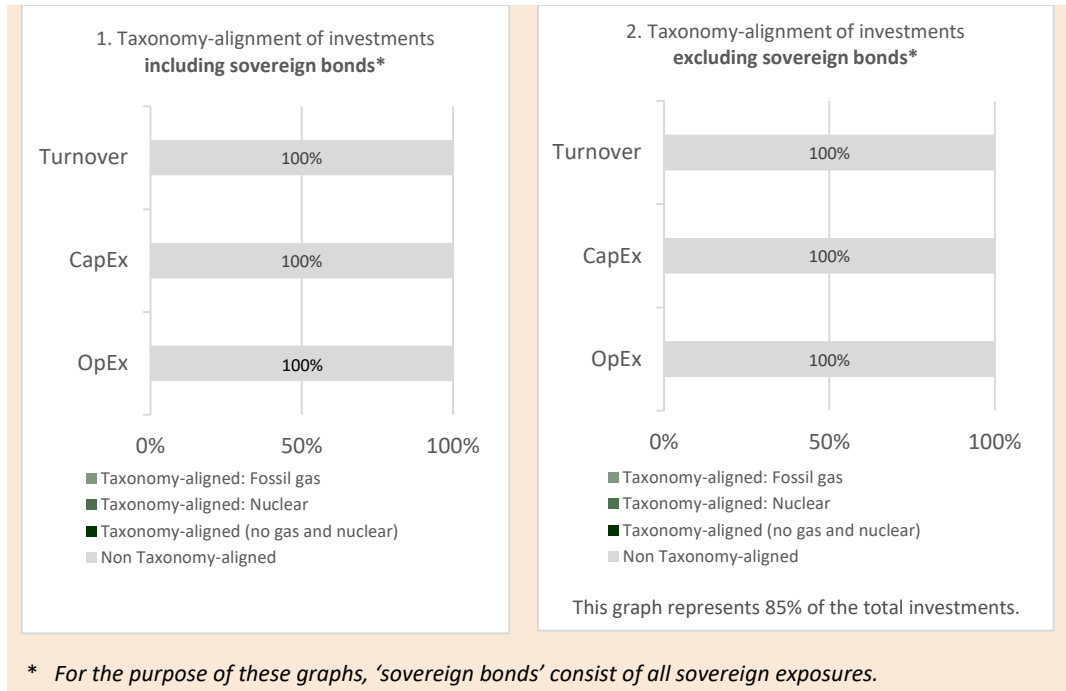 1. Taxonomy-alignment of investments
including sovereign bonds*
Turnover
100%
CapEx
100%
OpEx
100%
0%
50%
100%
Taxonomy-aligned: Fossil gas
Taxonomy-aligned: Nuclear
Taxonomy-aligned (no gas and nuclear)
Non Taxonomy-aligned
2. Taxonomy-alignment of investments
excluding sovereign bonds*
Turnover
100%
CapEx
100%
OpEx
100%
0%
50%
100%
Taxonomy-aligned: Fossil gas
Taxonomy-aligned: Nuclear
Taxonomy-aligned (no gas and nuclear)
Non Taxonomy-aligned
This graph represents 85% of the total investments.
* For the purpose of these graphs, ‘sovereign bonds’ consist of all sovereign exposures.